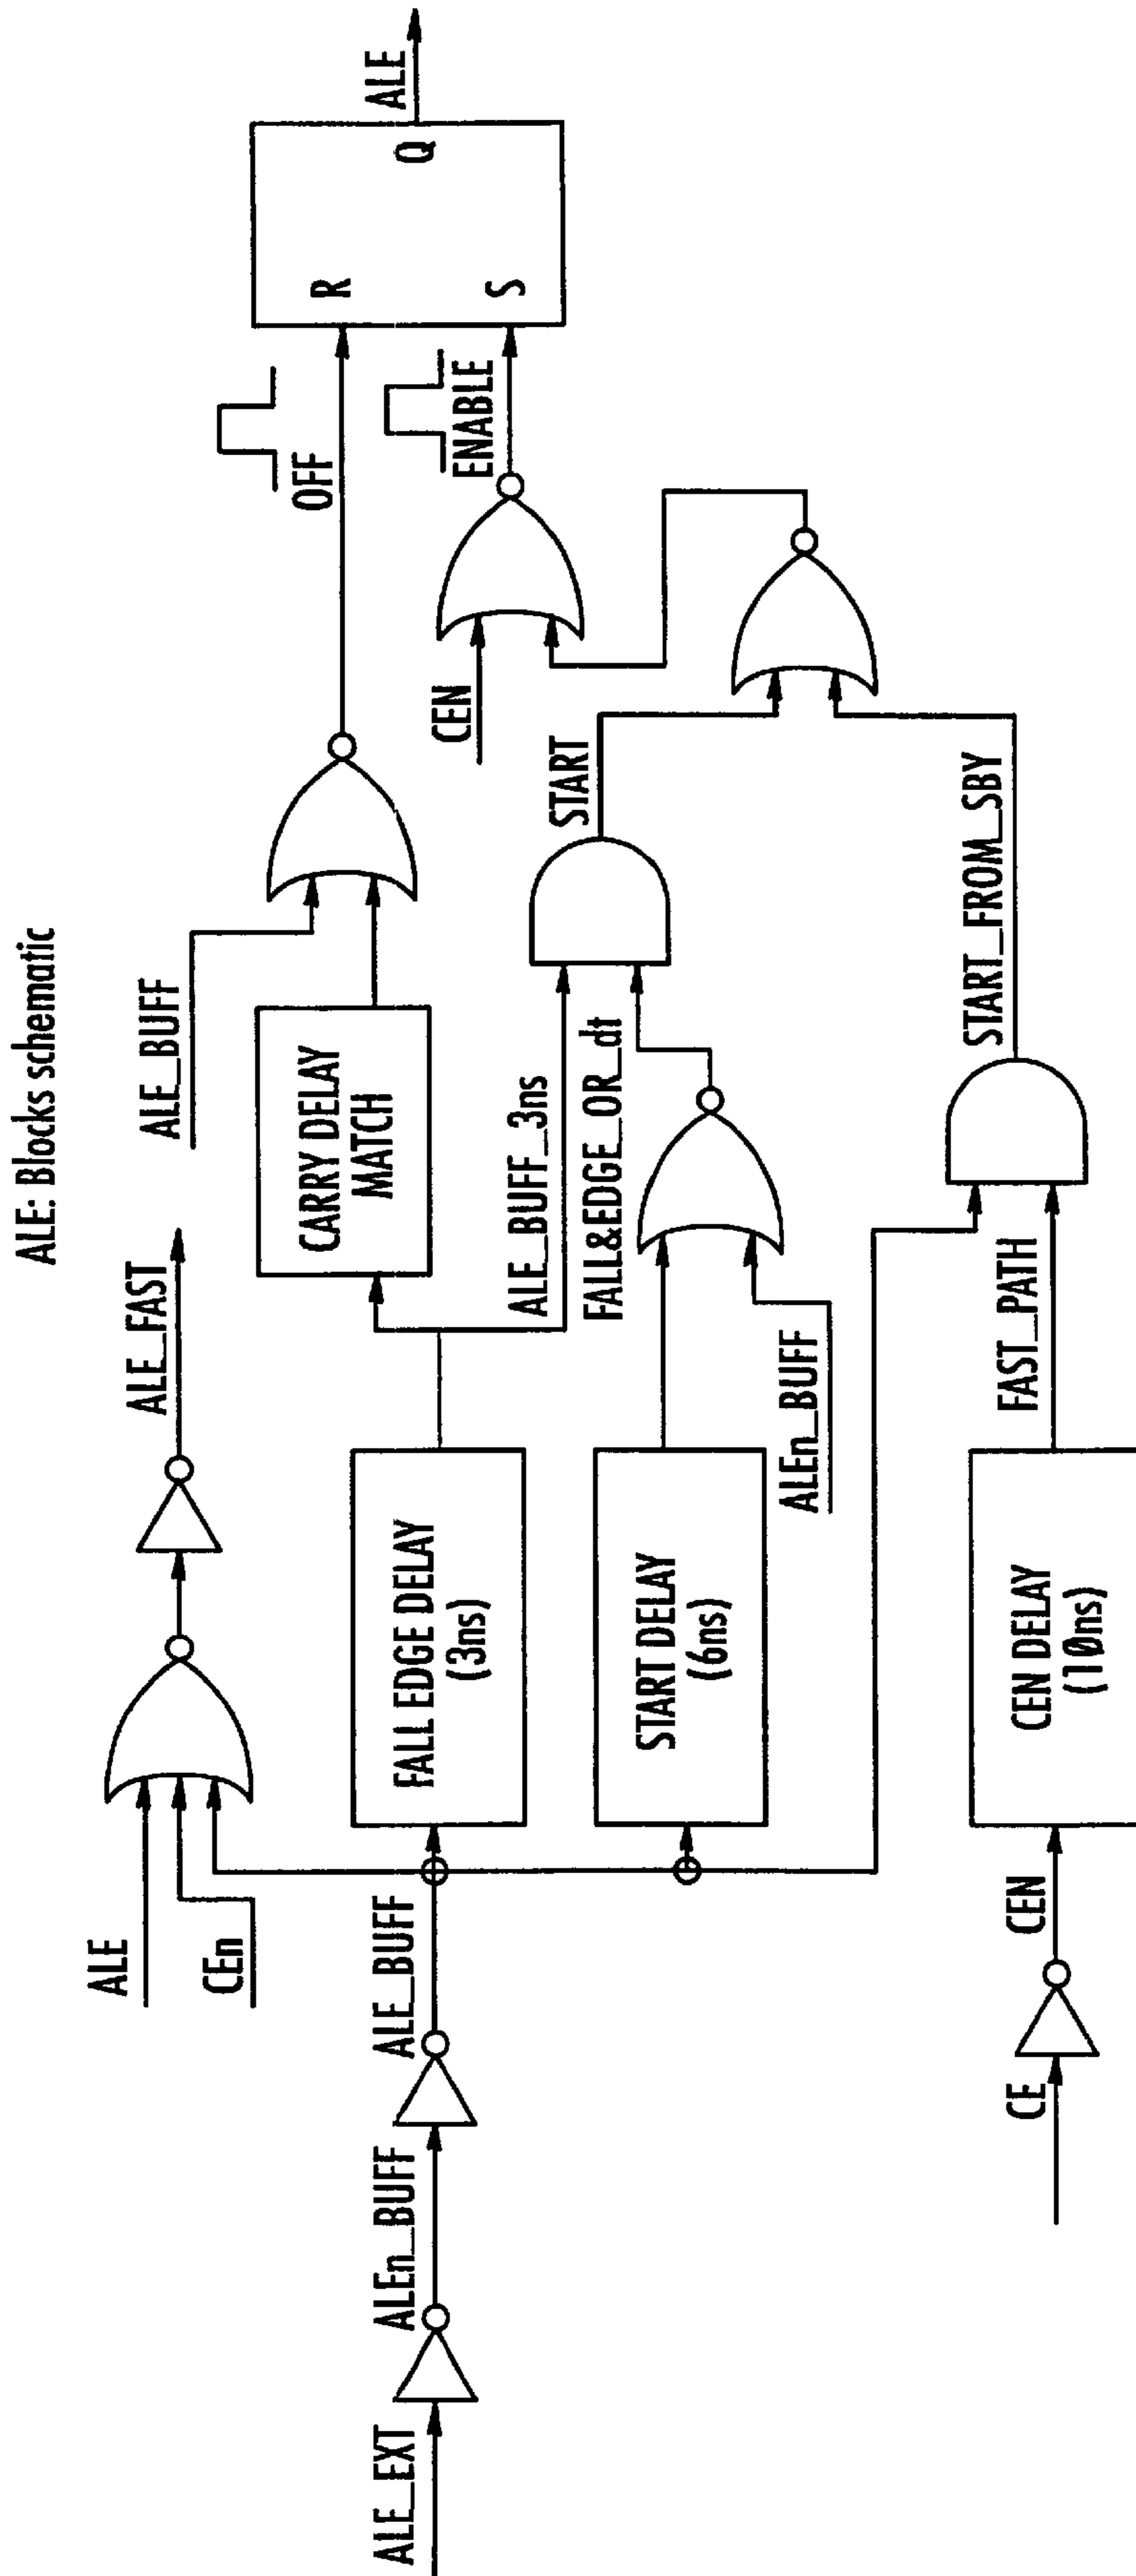 ALE: Blocks schematic
ALE
CEn
ALE_FAST
ALE_BUFF
ALE_EXT
ALEn_BUFF
ALE_BUFF
FALL EDGE DELAY
(3ns)
CARRY DELAY
MATCH
OFF
R
S
Q
ALE
ENABLE
CEN
ALE_BUFF_3ns
START
FALL&EDGE_OR_dt
START DELAY
(6ns)
ALEn_BUFF
START_FROM_SBY
FAST_PATH
CE
CEN
CEN DELAY
(10ns)